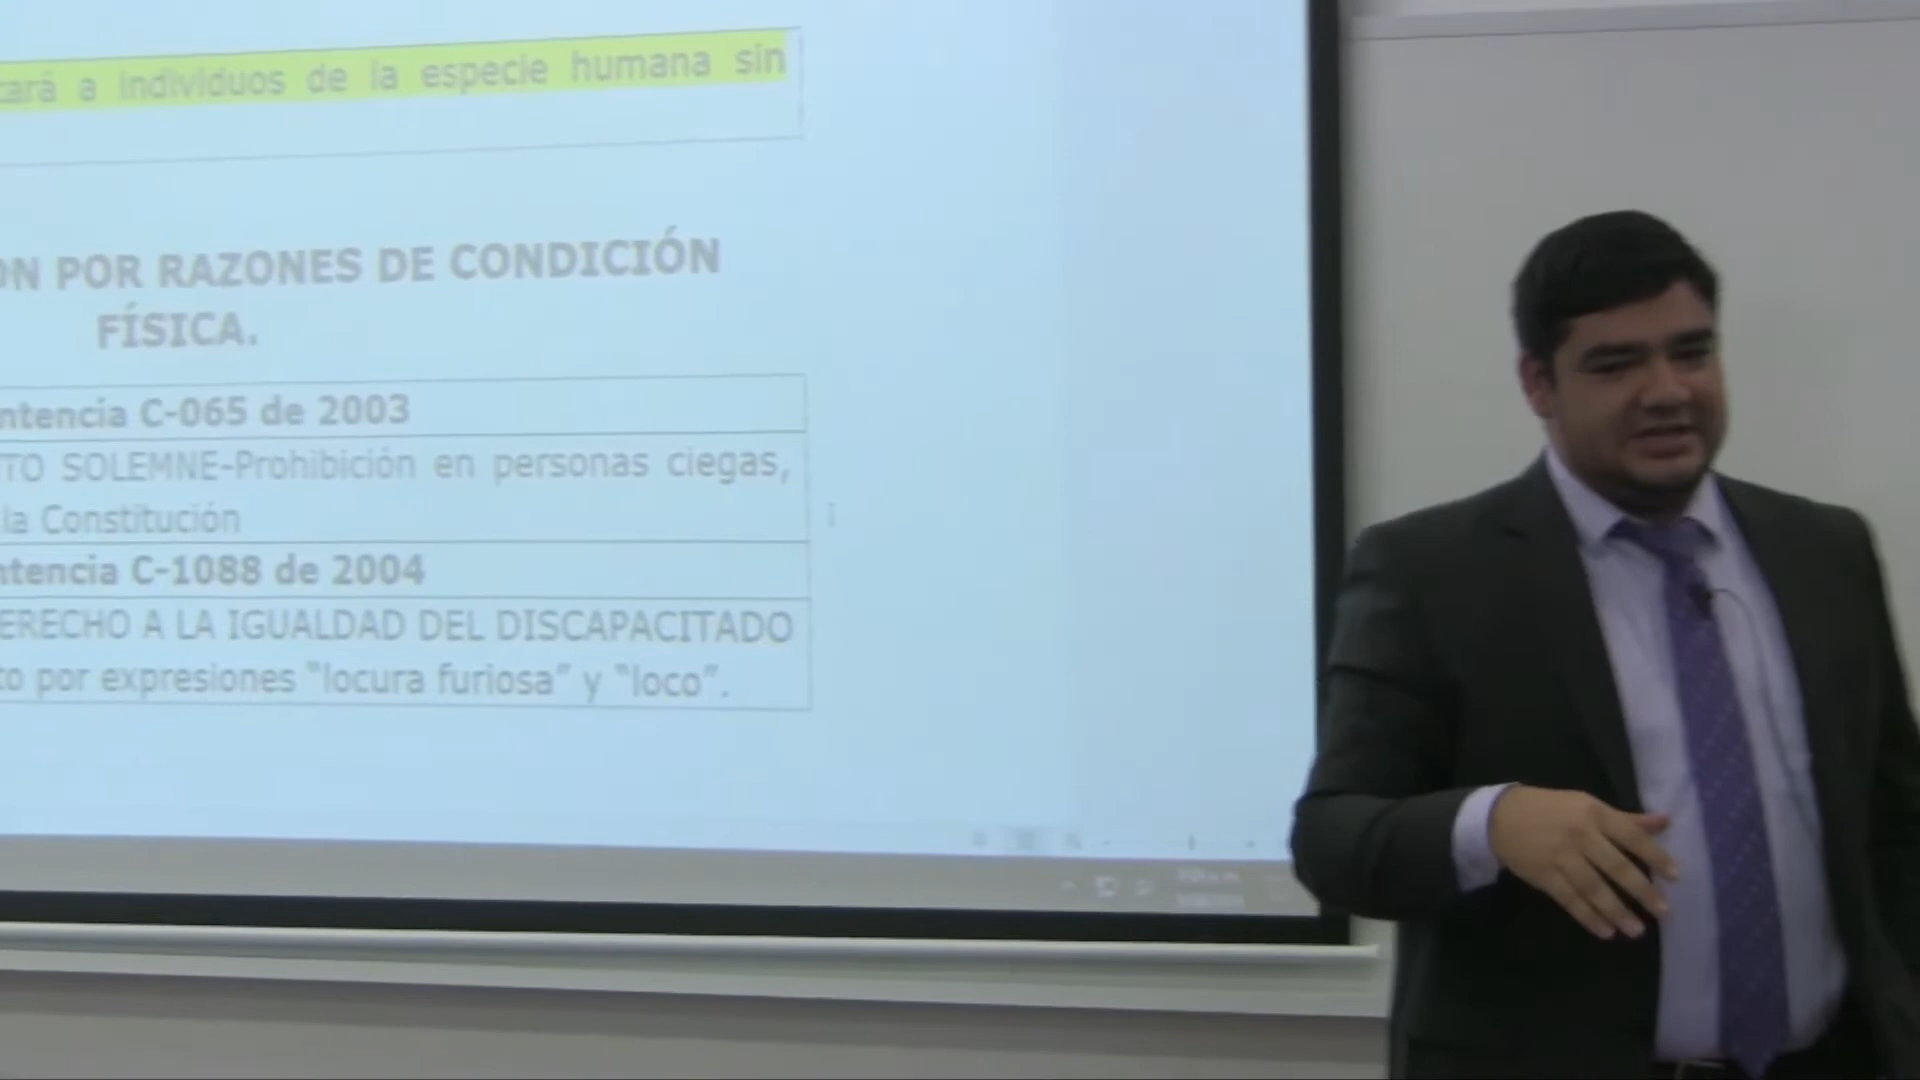 cará a individuos de la especie humana sin
ON POR RAZONES DE CONDICIÓN
FÍSICA.
ntencia C-065 de 2003
TO SOLEMNE-Prohibición en personas ciegas,
la Constitución
ntencia C-1088 de 2004
ERECHO A LA IGUALDAD DEL DISCAPACITADO
to por expresiones "locura furiosa" y "loco".